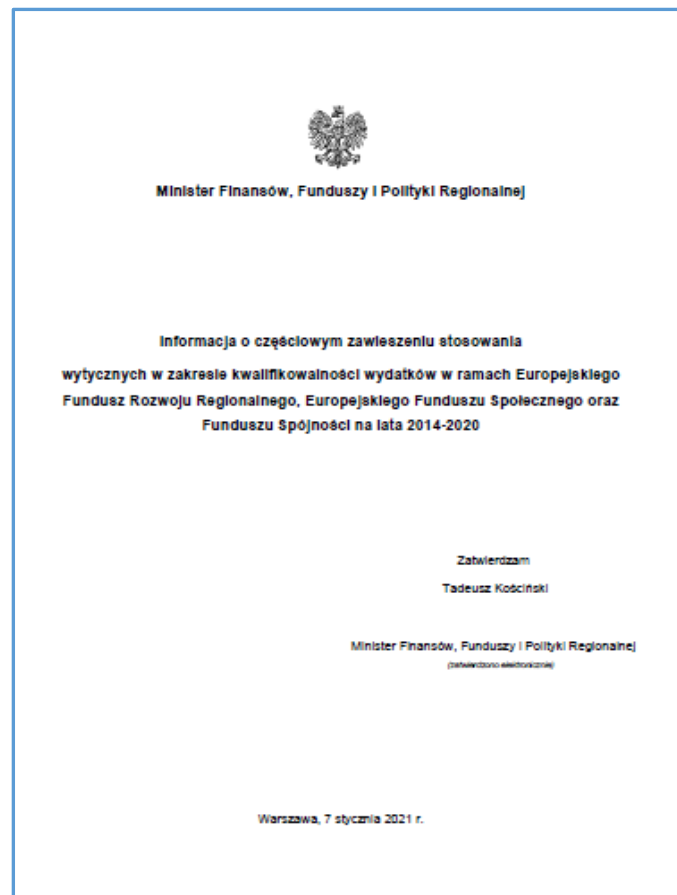 Minister Finansów, Funduszy i Polityki Regionalnej
Informacja o częściowym zawieszeniu stosowania
wytycznych w zakresie kwalifikowalności wydatków w ramach Europejskiego
Fundusz Rozwoju Regionalnego, Europejskiego Funduszu Społecznego oraz
Funduszu Spójności na lata 2014-2020
Zatwierdzam
Tadeusz Kościński
Minister Finansów, Funduszy i Polityki Regionalnej
(zatwierdzono elektronicznie)
Warszawa, 7 stycznia 2021 r.